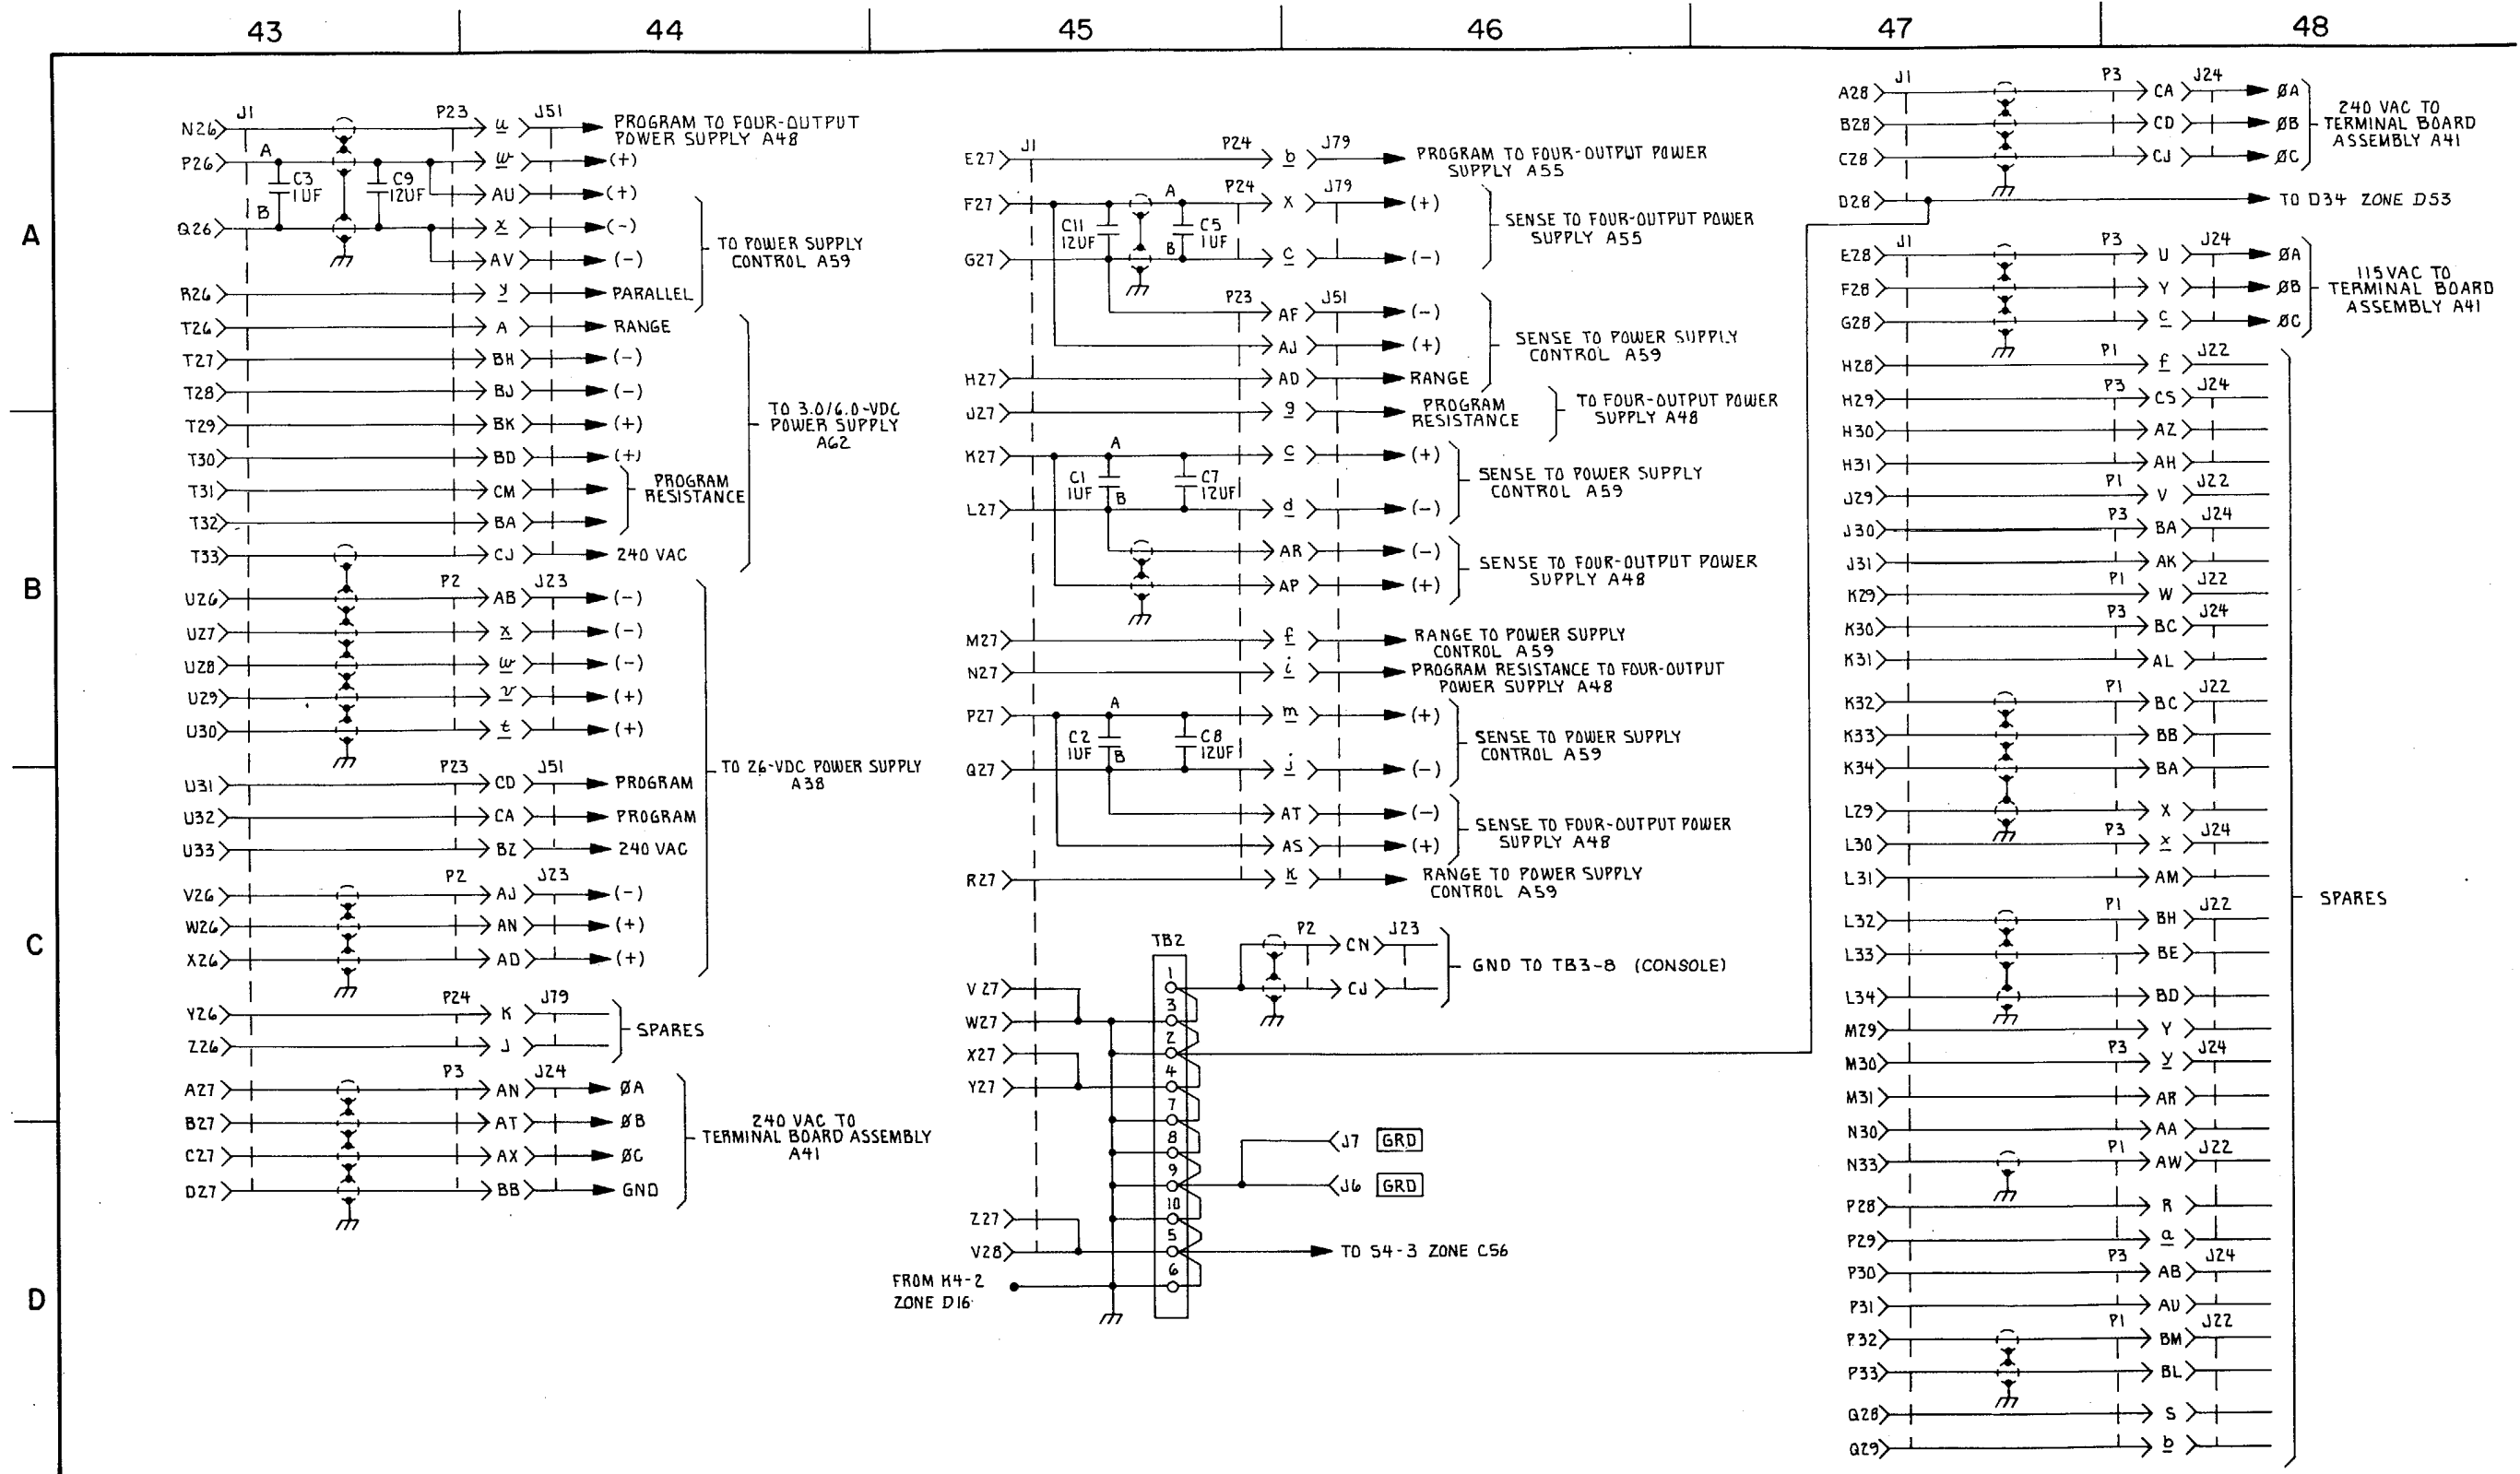 43 44 45 46 47 48
A
B
C
D
J1 P23 J51
N26 u PROGRAM TO FOUR-OUTPUT
POWER SUPPLY A48
P26 A w (+)
C3 1UF C9 12UF
AU (+)
B
Q26 x (-)
AV (-)
R26 y PARALLEL
TO POWER SUPPLY
CONTROL A59
T26 A RANGE
T27 BH (-)
T28 BJ (-)
T29 BK (+)
T30 BD (+)
T31 CM
T32 BA
PROGRAM
RESISTANCE
T33 CJ 240 VAC
TO 3.0/6.0-VDC
POWER SUPPLY
A62
P2 J23
U26 AB (-)
U27 x (-)
U28 w (-)
U29 v (+)
U30 t (+)
P23 J51
U31 CD PROGRAM
U32 CA PROGRAM
U33 BZ 240 VAC
P2 J23
V26 AJ (-)
W26 AN (+)
X26 AD (+)
TO 26-VDC POWER SUPPLY
A38
P24 J79
Y26 K
Z26 J
SPARES
P3 J24
A27 AN ØA
B27 AT ØB
C27 AX ØC
D27 BB GND
240 VAC TO
TERMINAL BOARD ASSEMBLY
A41
J1 P24 J79
E27 b PROGRAM TO FOUR-OUTPUT POWER
SUPPLY A55
P24 J79
F27 A X (+)
C11 12UF C5 1UF
B
G27 c (-)
SENSE TO FOUR-OUTPUT POWER
SUPPLY A55
P23 J51
AF (-)
AJ (+)
H27 AD RANGE
SENSE TO POWER SUPPLY
CONTROL A59
J27 g PROGRAM
RESISTANCE
TO FOUR-OUTPUT POWER
SUPPLY A48
K27 A c (+)
C1 1UF C7 12UF
B
L27 d (-)
SENSE TO POWER SUPPLY
CONTROL A59
AR (-)
AP (+)
SENSE TO FOUR-OUTPUT POWER
SUPPLY A48
M27 f RANGE TO POWER SUPPLY
CONTROL A59
N27 i PROGRAM RESISTANCE TO FOUR-OUTPUT
POWER SUPPLY A48
P27 A m (+)
C2 1UF C8 12UF
B
Q27 j (-)
SENSE TO POWER SUPPLY
CONTROL A59
AT (-)
AS (+)
SENSE TO FOUR-OUTPUT POWER
SUPPLY A48
R27 k RANGE TO POWER SUPPLY
CONTROL A59
TB2 P2 J23
CN
CJ
GND TO TB3-8 (CONSOLE)
V27 1
W27 3
X27 2
Y27 4
7
8 J7 GRD
9 J6 GRD
Z27 10
V28 5 TO S4-3 ZONE C56
FROM K4-2
ZONE D16
6
J1 P3 J24
A28 CA ØA
B28 CD ØB
C28 CJ ØC
240 VAC TO
TERMINAL BOARD
ASSEMBLY A41
D28 TO D34 ZONE D53
J1 P3 J24
E28 U ØA
F28 Y ØB
G28 c ØC
115 VAC TO
TERMINAL BOARD
ASSEMBLY A41
P1 J22
H28 f
P3 J24
H29 CS
H30 AZ
H31 AH
P1 J22
J29 V
P3 J24
J30 BA
J31 AK
P1 J22
K29 W
P3 J24
K30 BC
K31 AL
P1 J22
K32 BC
K33 BB
K34 BA
L29 X
P3 J24
L30 x
L31 AM
P1 J22
L32 BH
L33 BE
L34 BD
M29 Y
P3 J24
M30 y
M31 AR
N30 AA
P1 J22
N33 AW
P28 R
P29 a
P3 J24
P30 AB
P31 AU
P1 J22
P32 BM
P33 BL
Q28 S
Q29 b
SPARES